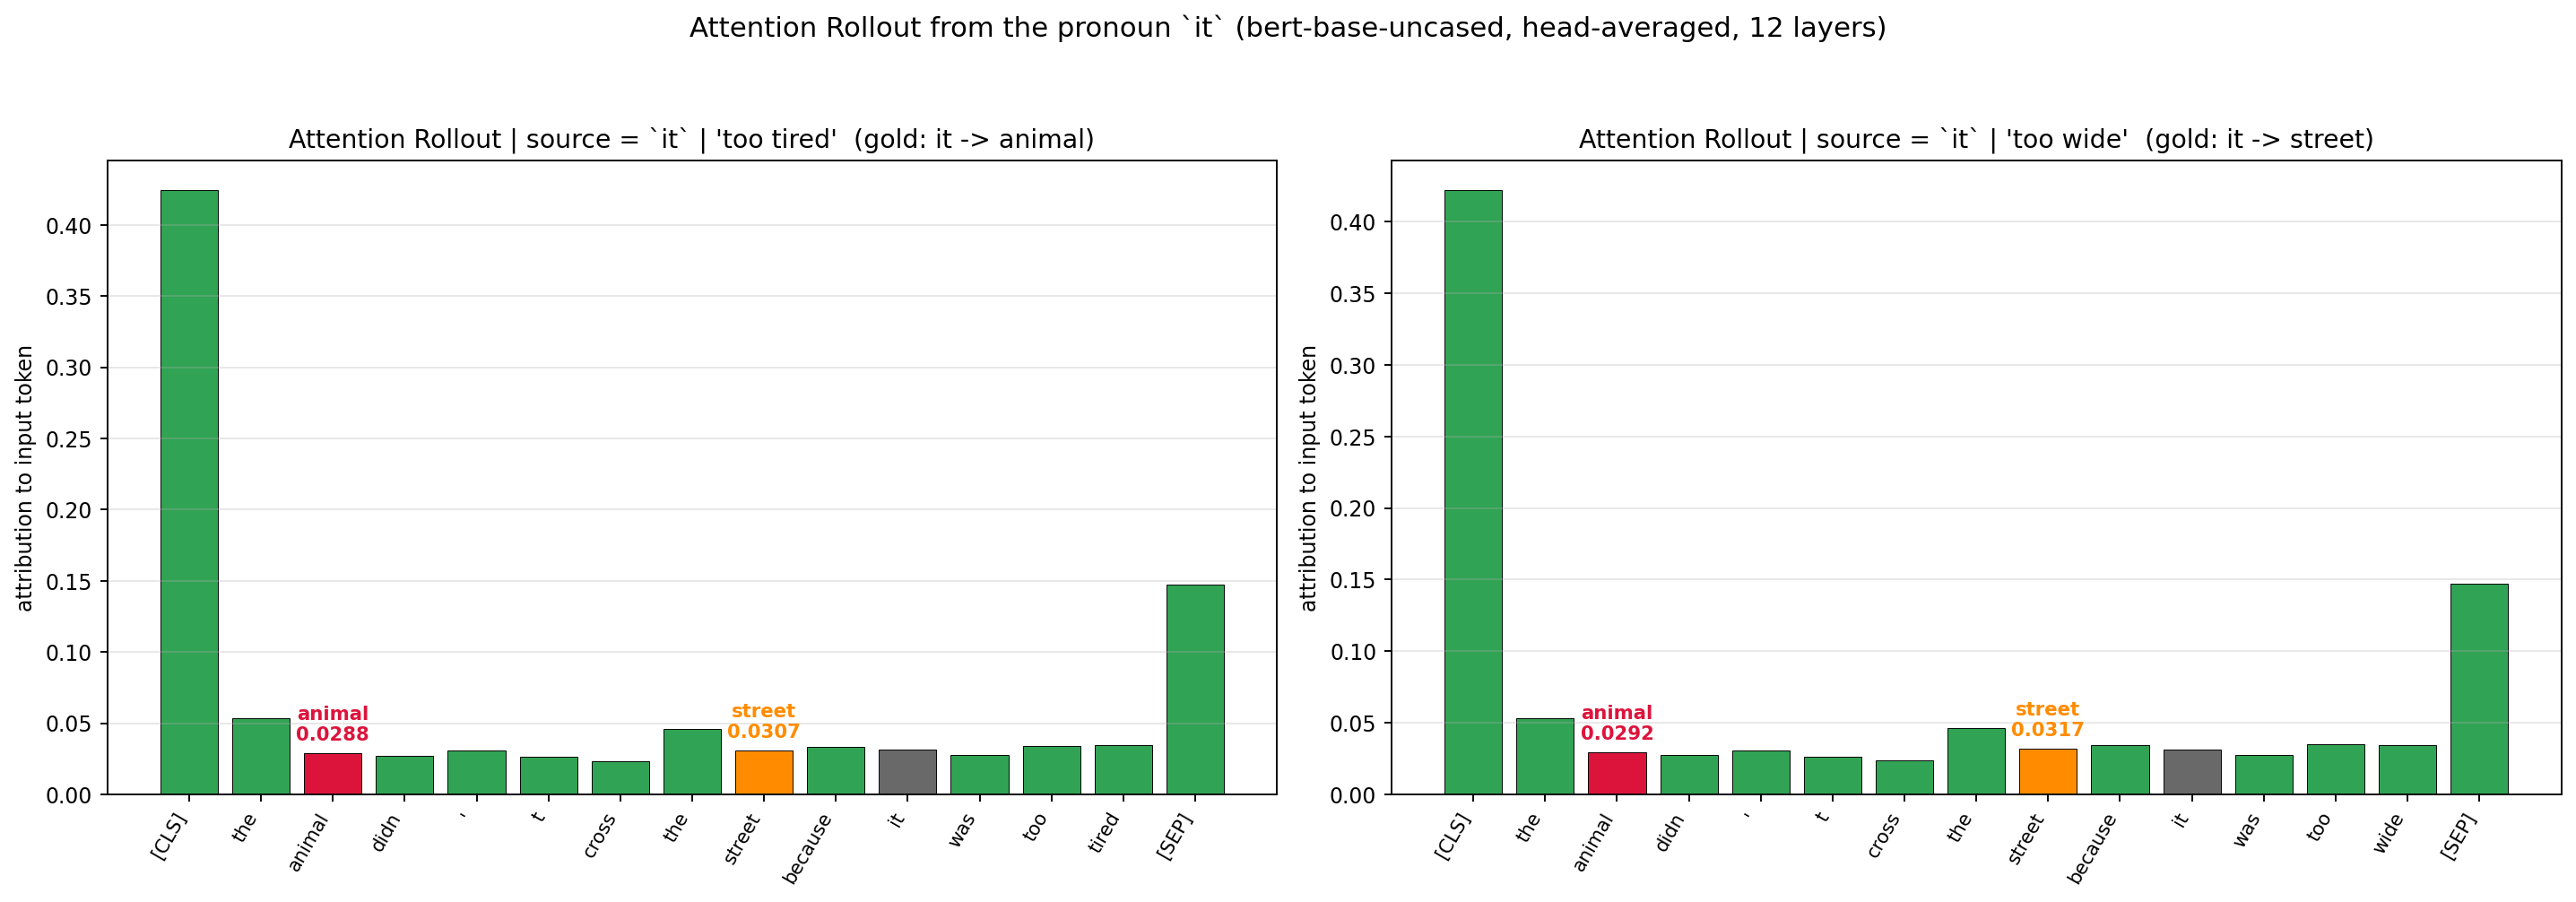 Attention Rollout from the pronoun `it` (bert-base-uncased, head-averaged, 12 layers)
Attention Rollout | source = `it` | 'too tired'  (gold: it -> animal)
attribution to input token
0.40
0.35
0.30
0.25
0.20
0.15
0.10
0.05
0.00
animal
0.0288
street
0.0307
[CLS]
the
animal
didn
'
t
cross
the
street
because
it
was
too
tired
[SEP]
Attention Rollout | source = `it` | 'too wide'  (gold: it -> street)
attribution to input token
0.40
0.35
0.30
0.25
0.20
0.15
0.10
0.05
0.00
animal
0.0292
street
0.0317
[CLS]
the
animal
didn
'
t
cross
the
street
because
it
was
too
wide
[SEP]